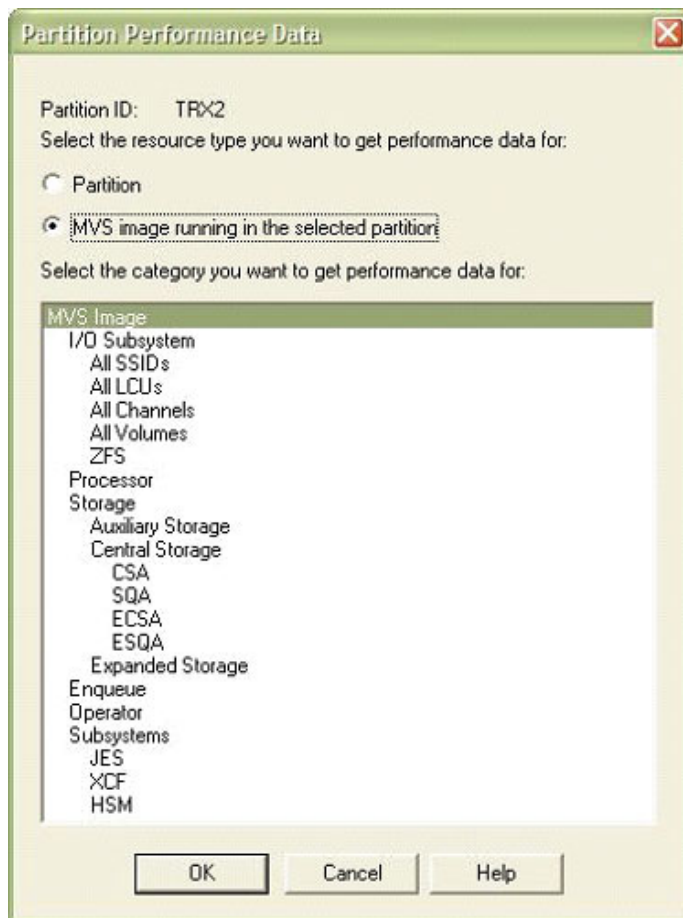 Partition Performance Data
Partition ID: TRX2
Select the resource type you want to get performance data for:
Partition
MVS image running in the selected partition
Select the category you want to get performance data for:
MVS Image
I/O Subsystem
All SSIDs
All LCUs
All Channels
All Volumes
ZFS
Processor
Storage
Auxiliary Storage
Central Storage
CSA
SQA
ECSA
ESQA
Expanded Storage
Enqueue
Operator
Subsystems
JES
XCF
HSM
OK Cancel Help